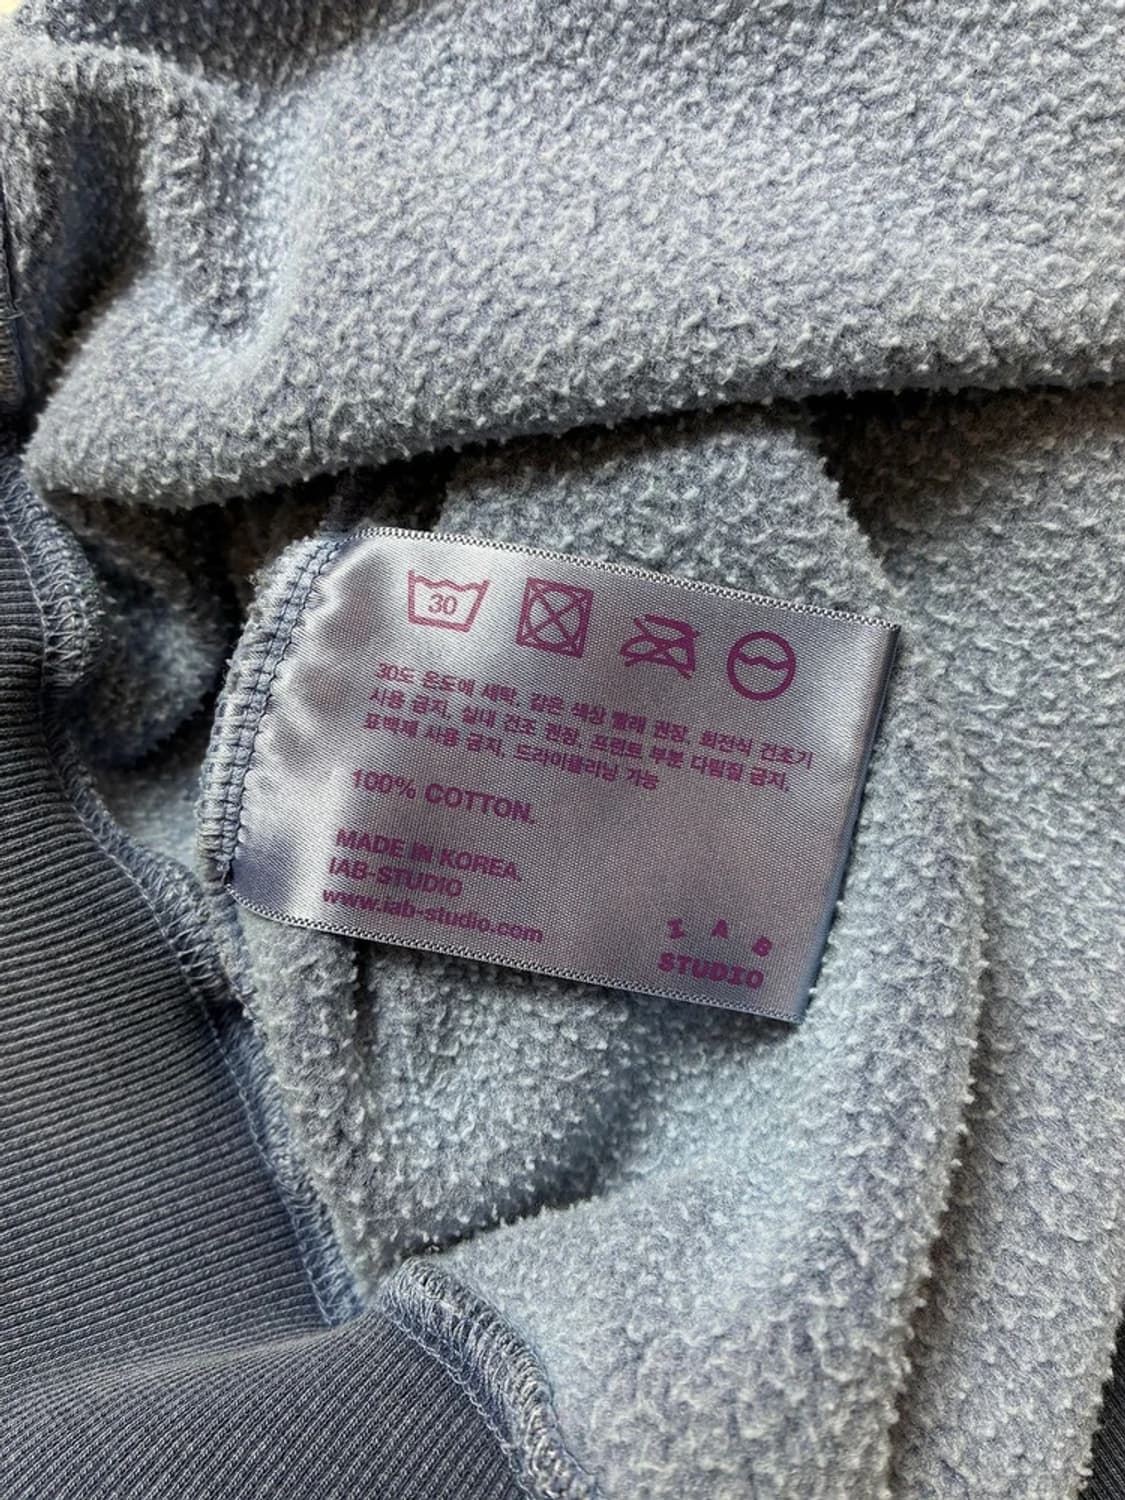 30
30도 온도에 세탁, 같은 색상 빨래 권장, 회전식 건조기
사용 금지, 실내 건조 권장, 프린트 부분 다림질 금지,
표백제 사용 금지, 드라이클리닝 가능
100% COTTON.
MADE IN KOREA.
IAB-STUDIO
www.iab-studio.com
I A B
STUDIO